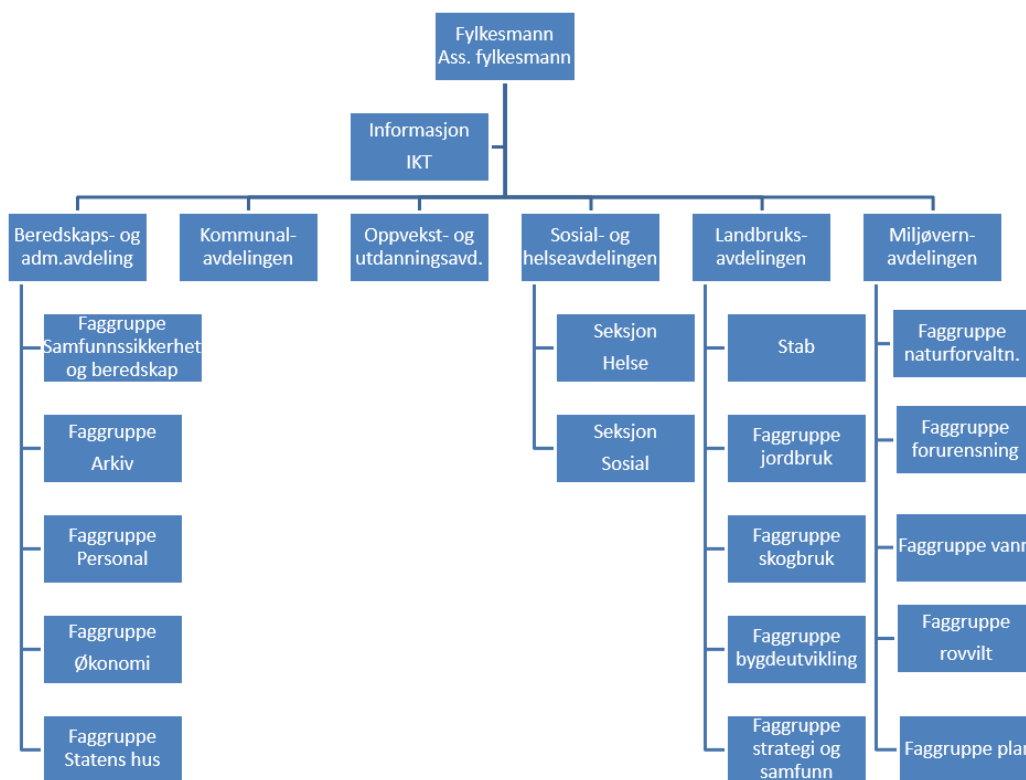 Fylkesmann
Ass. fylkesmann
Informasjon
IKT
Beredskaps- og
adm.avdeling
Kommunal-
avdelingen
Oppvekst- og
utdanningsavd.
Sosial- og
helseavdelingen
Landbruks-
avdelingen
Miljøvern-
avdelingen
Faggruppe
Samfunnssikkerhet
og beredskap
Faggruppe
Arkiv
Faggruppe
Personal
Faggruppe
Økonomi
Faggruppe
Statens hus
Seksjon
Helse
Seksjon
Sosial
Stab
Faggruppe
jordbruk
Faggruppe
skogbruk
Faggruppe
bygdeutvikling
Faggruppe
strategi og
samfunn
Faggruppe
naturforvaltn.
Faggruppe
forurensning
Faggruppe vann
Faggruppe
rovvilt
Faggruppe plan